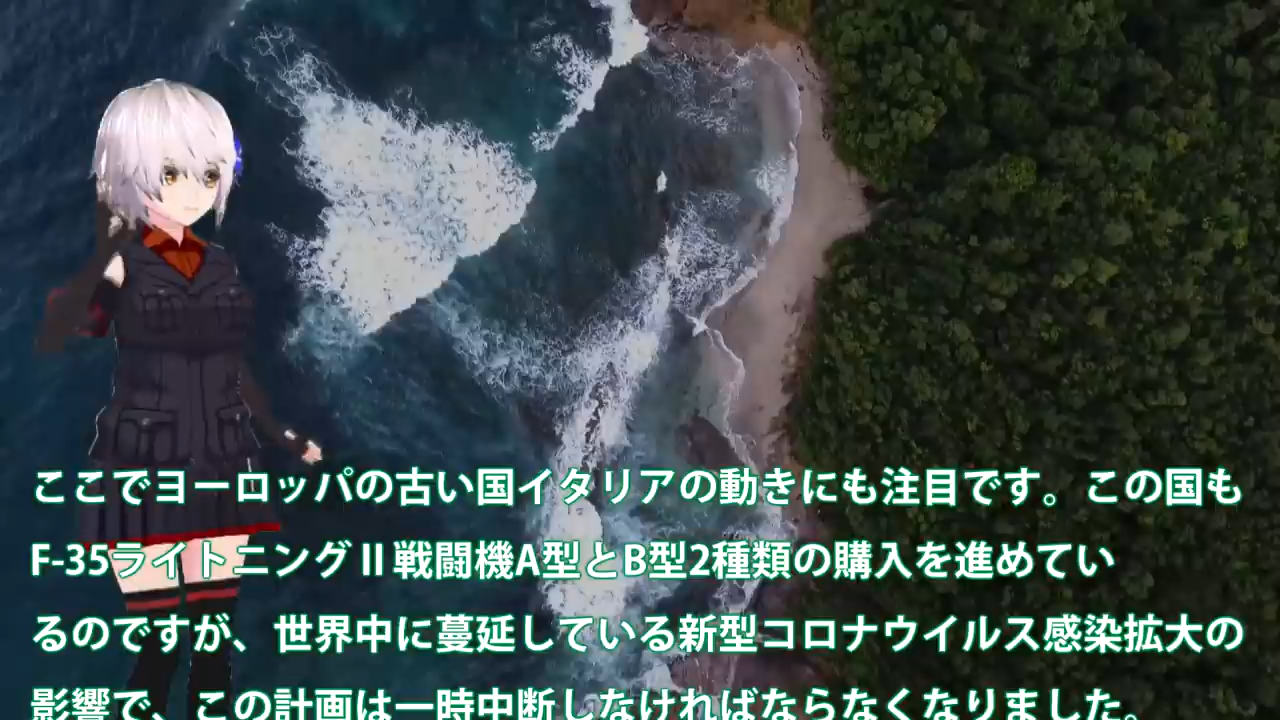 ここでヨーロッパの古い国イタリアの動きにも注目です。この国も
F-35ライトニングⅡ戦闘機A型とB型2種類の購入を進めてい
るのですが、世界中に蔓延している新型コロナウイルス感染拡大の
影響で、この計画は一時中断しなければならなくなりました。